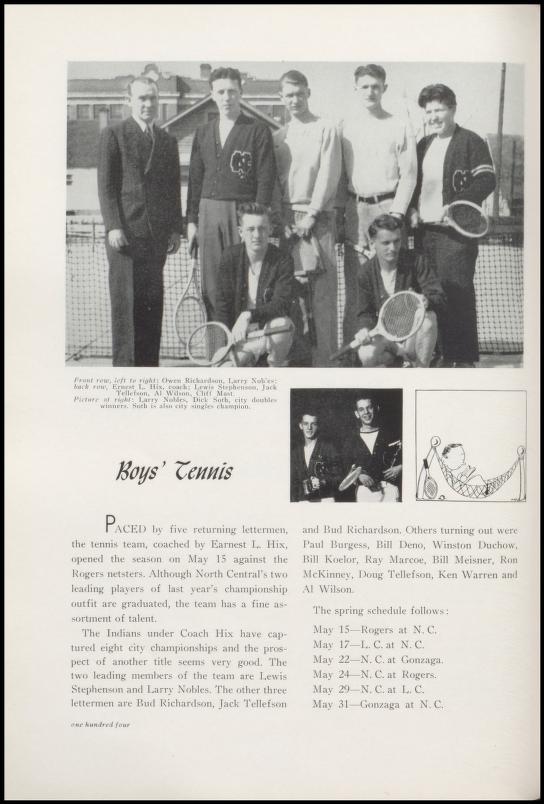 Front row, left to right: Owen Richardson, Larry Nobles;
back row, Ernest L. Hix, coach; Lewis Stephenson, Jack
Tellefson, Al Wilson, Cliff Mast.
Picture at right: Larry Nobles, Dick Soth, city doubles
winners. Soth is also city singles champion.
Boys' Tennis
PACED by five returning lettermen,
the tennis team, coached by Earnest L. Hix,
opened the season on May 15 against the
Rogers netsters. Although North Central's two
leading players of last year's championship
outfit are graduated, the team has a fine as-
sortment of talent.
The Indians under Coach Hix have cap-
tured eight city championships and the pros-
pect of another title seems very good. The
two leading members of the team are Lewis
Stephenson and Larry Nobles. The other three
lettermen are Bud Richardson, Jack Tellefson
and Bud Richardson. Others turning out were
Paul Burgess, Bill Deno, Winston Duchow,
Bill Koelor, Ray Marcoe, Bill Meisner, Ron
McKinney, Doug Tellefson, Ken Warren and
Al Wilson.
The spring schedule follows:
May 15—Rogers at N. C.
May 17—L. C. at N. C.
May 22—N. C. at Gonzaga.
May 24—N. C. at Rogers.
May 29—N. C. at L. C.
May 31—Gonzaga at N. C.
one hundred four